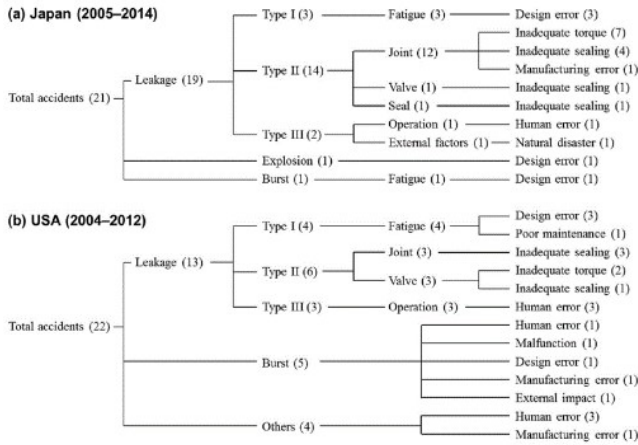 (a) Japan (2005–2014)
Type I (3) Fatigue (3) Design error (3)
Inadequate torque (7)
Joint (12) Inadequate sealing (4)
Leakage (19) Type II (14) Manufacturing error (1)
Valve (1) Inadequate sealing (1)
Total accidents (21) Seal (1) Inadequate sealing (1)
Type III (2) Operation (1) Human error (1)
External factors (1) Natural disaster (1)
Explosion (1) Design error (1)
Burst (1) Fatigue (1) Design error (1)
(b) USA (2004–2012)
Design error (3)
Type I (4) Fatigue (4) Poor maintenance (1)
Leakage (13) Joint (3) Inadequate sealing (3)
Type II (6) Inadequate torque (2)
Valve (3) Inadequate sealing (1)
Type III (3) Operation (3) Human error (3)
Total accidents (22) Human error (1)
Malfunction (1)
Burst (5) Design error (1)
Manufacturing error (1)
External impact (1)
Others (4) Human error (3)
Manufacturing error (1)